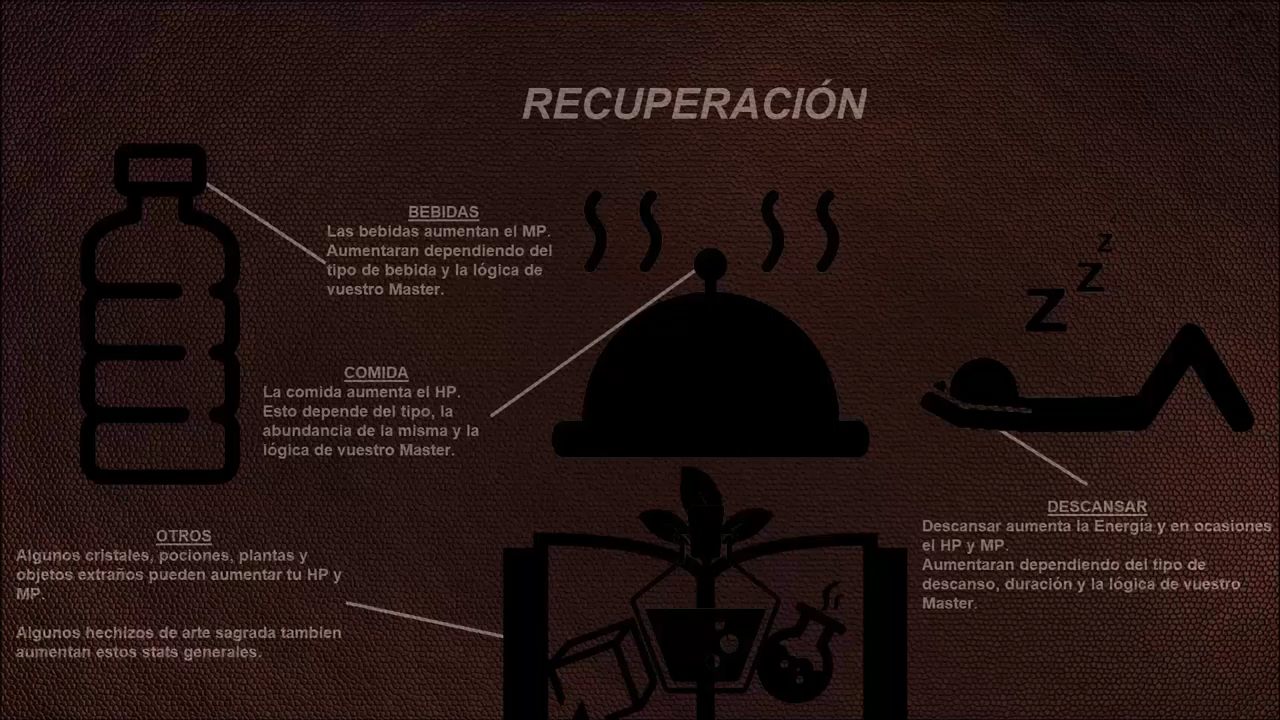 RECUPERACIÓN
BEBIDAS
Las bebidas aumentan el MP.
Aumentaran dependiendo del
tipo de bebida y la lógica de
vuestro Master.
COMIDA
La comida aumenta el HP.
Esto depende del tipo, la
abundancia de la misma y la
lógica de vuestro Master.
z
z
z
DESCANSAR
Descansar aumenta la Energía y en ocasiones
el HP y MP.
Aumentaran dependiendo del tipo de
descanso, duración y la lógica de vuestro
Master.
OTROS
Algunos cristales, pociones, plantas y
objetos extraños pueden aumentar tu HP y
MP.
Algunos hechizos de arte sagrada tambien
aumentan estos stats generales.